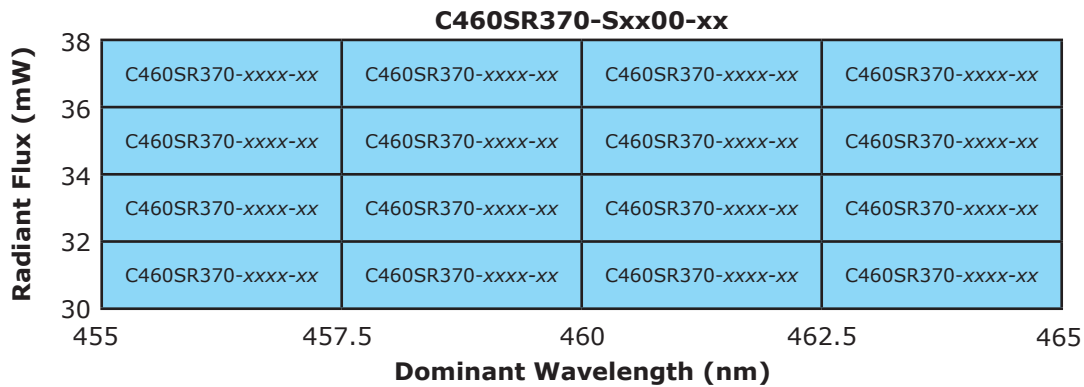 C460SR370-Sxx00-xx
Radiant Flux (mW)
38
C460SR370-xxxx-xx C460SR370-xxxx-xx C460SR370-xxxx-xx C460SR370-xxxx-xx
36
C460SR370-xxxx-xx C460SR370-xxxx-xx C460SR370-xxxx-xx C460SR370-xxxx-xx
34
C460SR370-xxxx-xx C460SR370-xxxx-xx C460SR370-xxxx-xx C460SR370-xxxx-xx
32
C460SR370-xxxx-xx C460SR370-xxxx-xx C460SR370-xxxx-xx C460SR370-xxxx-xx
30
455 457.5 460 462.5 465
Dominant Wavelength (nm)